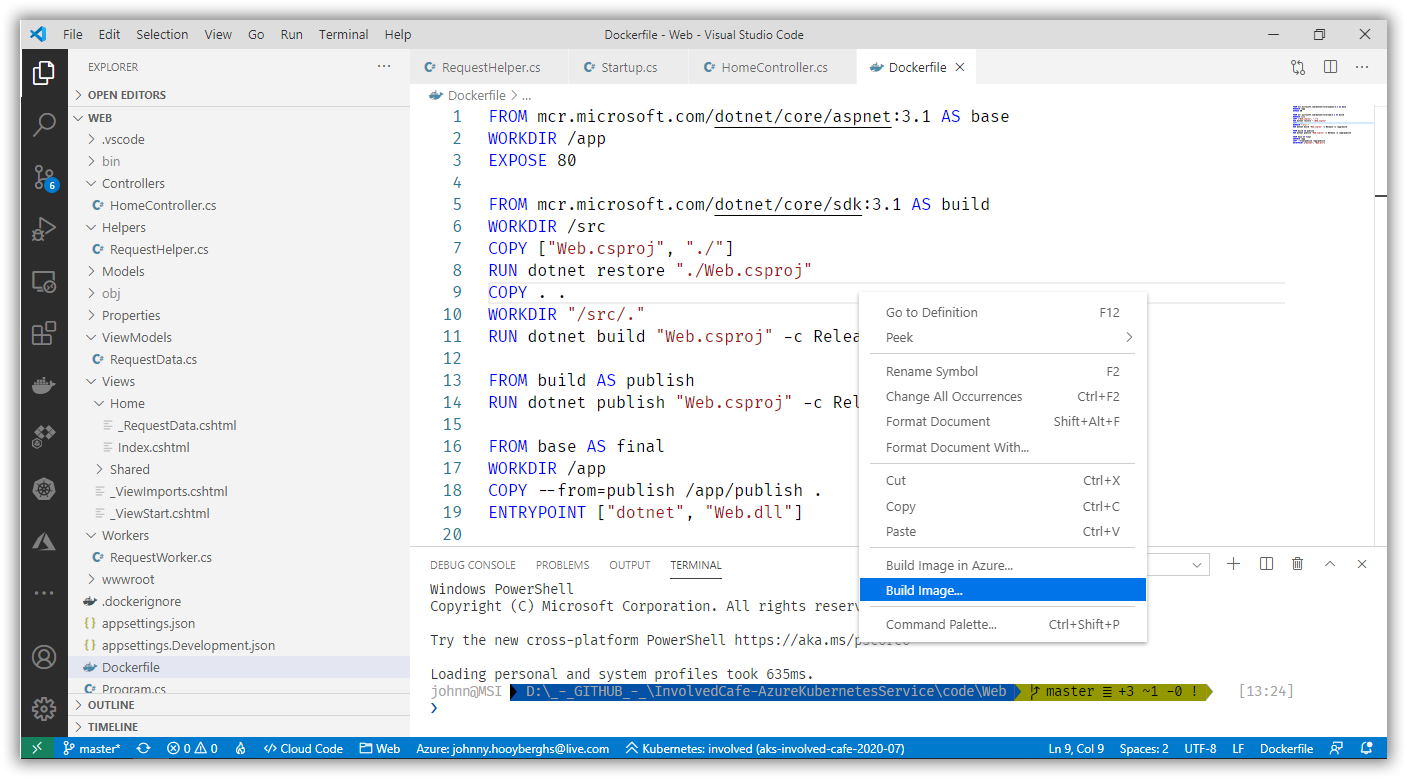 File Edit Selection View Go Run Terminal Help Dockerfile - Web - Visual Studio Code
EXPLORER
OPEN EDITORS
WEB
.vscode
bin
Controllers
C# HomeController.cs
Helpers
C# RequestHelper.cs
Models
obj
Properties
ViewModels
C# RequestData.cs
Views
Home
_RequestData.cshtml
Index.cshtml
Shared
_ViewImports.cshtml
_ViewStart.cshtml
Workers
C# RequestWorker.cs
wwwroot
.dockerignore
{} appsettings.json
{} appsettings.Development.json
Dockerfile
C# Program.cs
OUTLINE
TIMELINE
6
C# RequestHelper.cs C# Startup.cs C# HomeController.cs Dockerfile
Dockerfile > ...
1 FROM mcr.microsoft.com/dotnet/core/aspnet:3.1 AS base
2 WORKDIR /app
3 EXPOSE 80
4
5 FROM mcr.microsoft.com/dotnet/core/sdk:3.1 AS build
6 WORKDIR /src
7 COPY ["Web.csproj", "./"]
8 RUN dotnet restore "./Web.csproj"
9 COPY . .
10 WORKDIR "/src/."
11 RUN dotnet build "Web.csproj" -c Relea
12
13 FROM build AS publish
14 RUN dotnet publish "Web.csproj" -c Rel
15
16 FROM base AS final
17 WORKDIR /app
18 COPY --from=publish /app/publish .
19 ENTRYPOINT ["dotnet", "Web.dll"]
20
Go to Definition F12
Peek
Rename Symbol F2
Change All Occurrences Ctrl+F2
Format Document Shift+Alt+F
Format Document With...
Cut Ctrl+X
Copy Ctrl+C
Paste Ctrl+V
Build Image in Azure...
Build Image...
Command Palette... Ctrl+Shift+P
DEBUG CONSOLE PROBLEMS OUTPUT TERMINAL
Windows PowerShell
Copyright (C) Microsoft Corporation. All rights reserv
Try the new cross-platform PowerShell https://aka.ms/pscore6
Loading personal and system profiles took 635ms.
johnn@MSI D:\_-_GITHUB_-_\InvolvedCafe-AzureKubernetesService\code\Web master ≡ +3 ~1 -0 ! [13:24]
❯
master* 0 0 Cloud Code Web Azure: johnny.hooyberghs@live.com Kubernetes: involved (aks-involved-cafe-2020-07) Ln 9, Col 9 Spaces: 2 UTF-8 LF Dockerfile